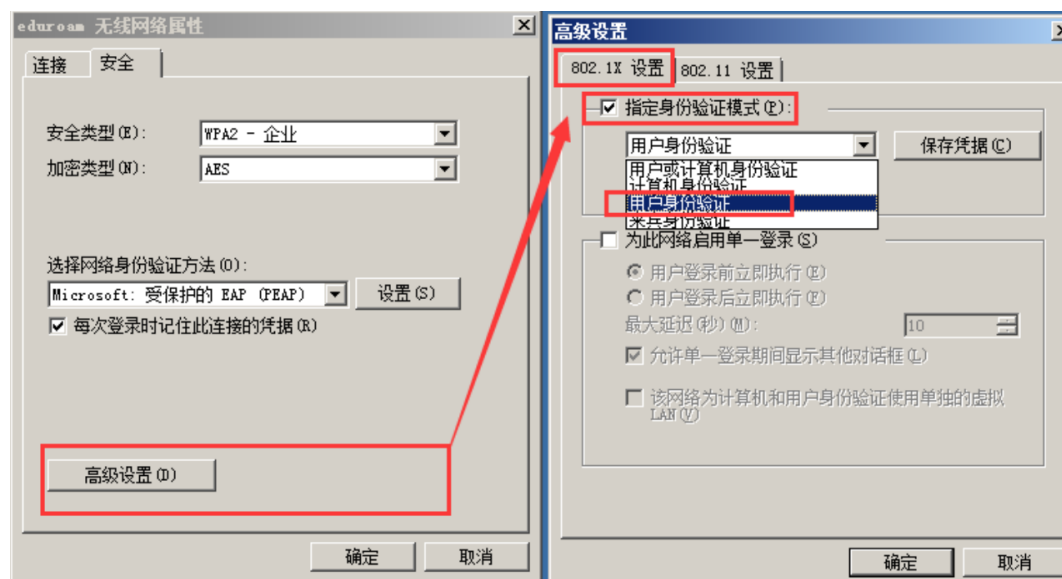 eduroam 无线网络属性
连接 安全
安全类型(E):
WPA2 - 企业
加密类型(N):
AES
选择网络身份验证方法(O):
Microsoft: 受保护的 EAP (PEAP)
设置(S)
每次登录时记住此连接的凭据(R)
高级设置(D)
确定
取消
高级设置
802.1X 设置
802.11 设置
指定身份验证模式(P):
用户身份验证
保存凭据(C)
用户或计算机身份验证
计算机身份验证
用户身份验证
来宾身份验证
为此网络启用单一登录(S)
用户登录前立即执行(E)
用户登录后立即执行(F)
最大延迟(秒)(M):
10
允许单一登录期间显示其他对话框(L)
该网络为计算机和用户身份验证使用单独的虚拟
LAN(V)
确定
取消